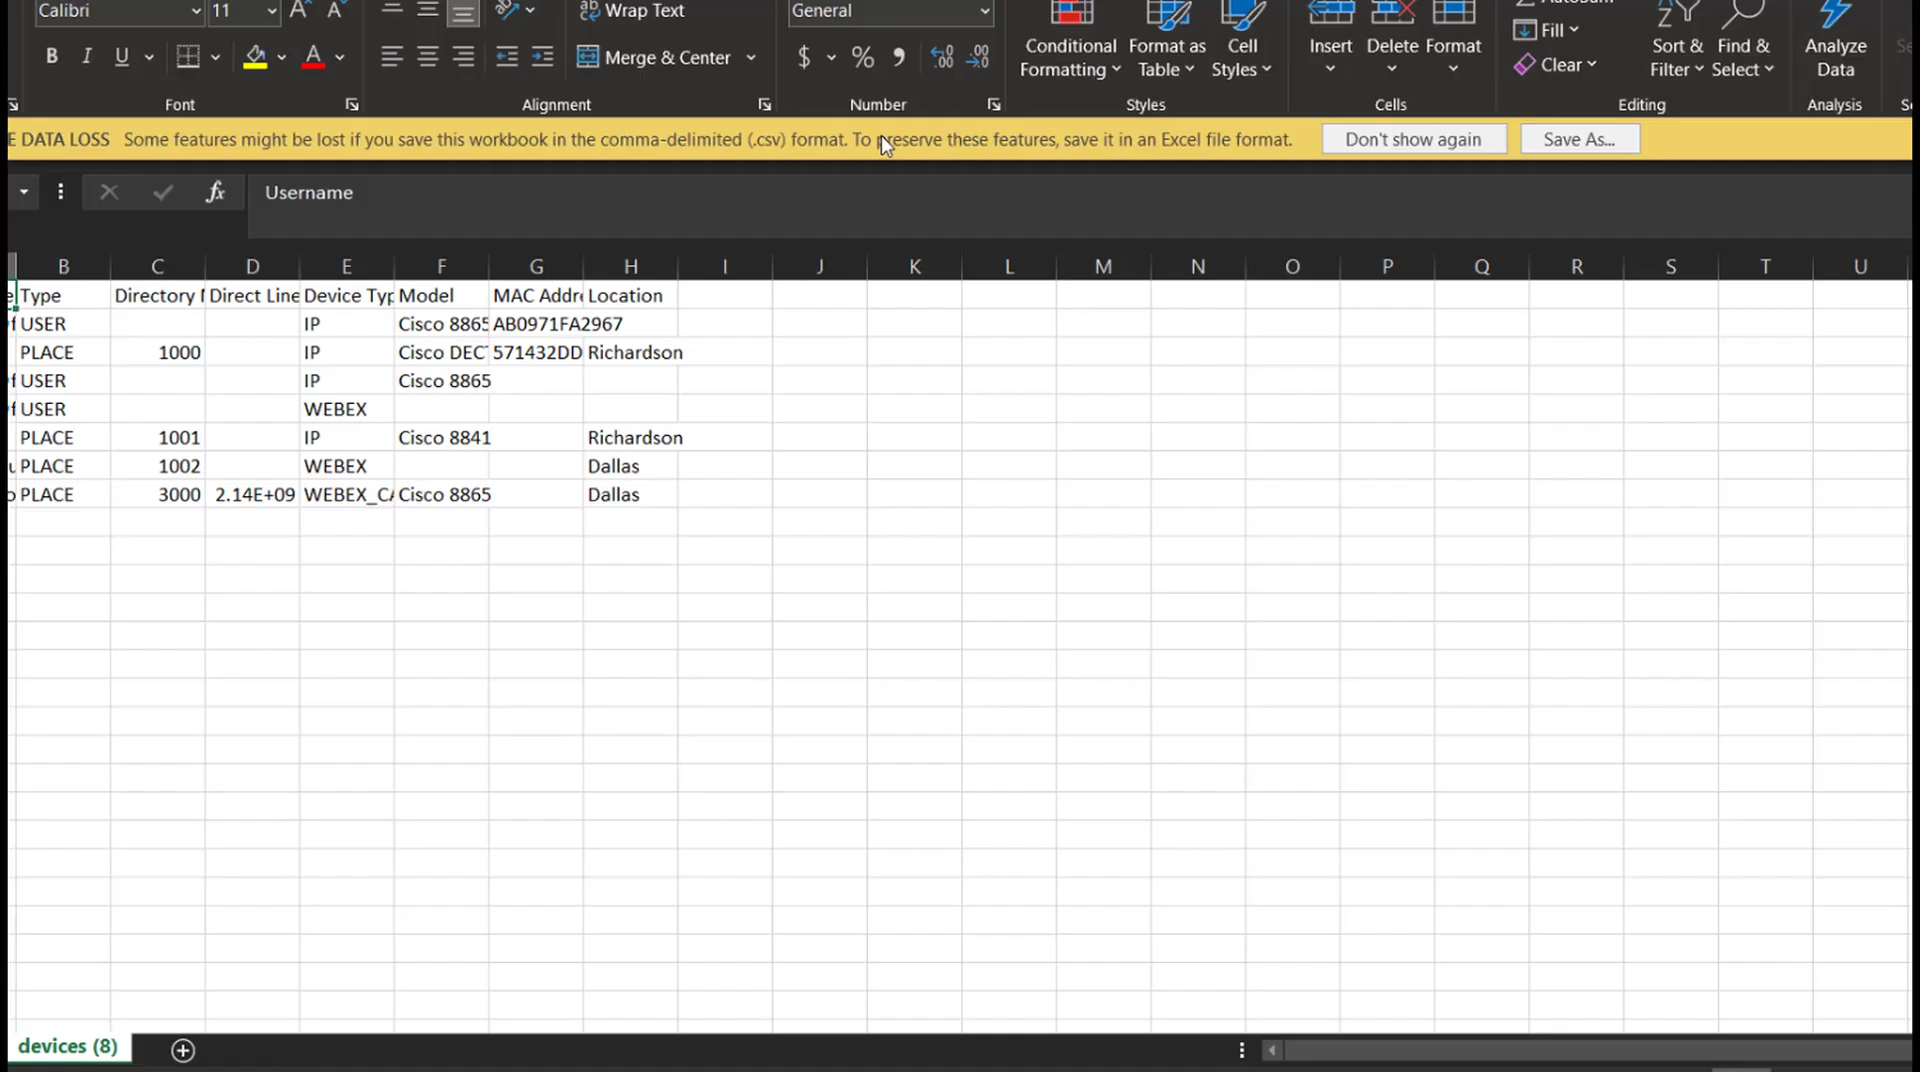 Calibri 11 Wrap Text General
Conditional Formatting Format as Table Cell Styles Insert Delete Format Fill Clear Sort & Filter Find & Select Analyze Data
B I U A Merge & Center $ % 9
Font Alignment Number Styles Cells Editing Analysis
E DATA LOSS Some features might be lost if you save this workbook in the comma-delimited (.csv) format. To preserve these features, save it in an Excel file format. Don't show again Save As...
fx Username
B C D E F G H I J K L M N O P Q R S T U
Type Directory Direct Line Device Typ Model MAC Addre Location
USER IP Cisco 8865 AB0971FA2967
PLACE 1000 IP Cisco DEC 571432DD Richardson
USER IP Cisco 8865
USER WEBEX
PLACE 1001 IP Cisco 8841 Richardson
PLACE 1002 WEBEX Dallas
PLACE 3000 2.14E+09 WEBEX_CA Cisco 8865 Dallas
devices (8)